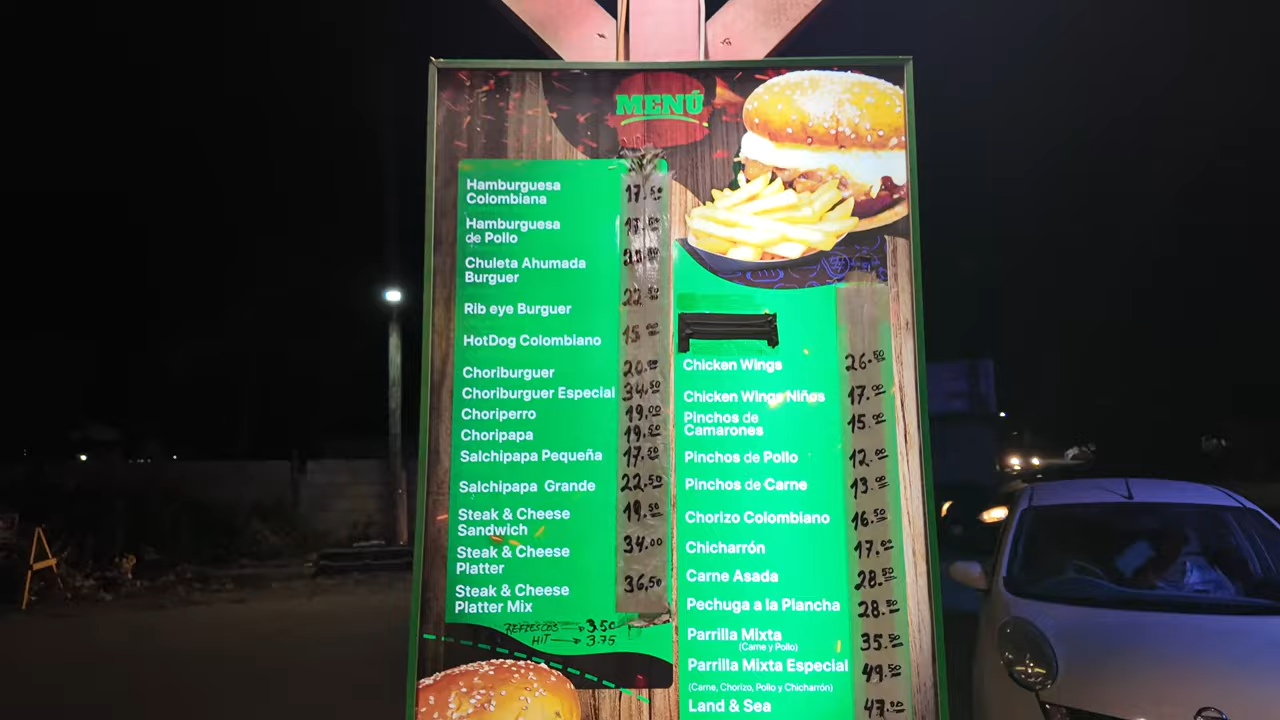 MENÚ
Hamburguesa
Colombiana 17.50
Hamburguesa
de Pollo
Chuleta Ahumada
Burguer
Rib eye Burguer 22.50
HotDog Colombiano 15.00
Choriburguer 20.00
Choriburguer Especial 34,50
Choriperro 19,00
Choripapa 19.50
Salchipapa Pequeña 17.50
Salchipapa Grande 22.50
Steak & Cheese
Sandwich 19.50
Steak & Cheese
Platter 34.00
Steak & Cheese
Platter Mix 36,50
REFRESCOS → 3.50
HIT → 3.75
Chicken Wings 26.50
Chicken Wings Niños 17.00
Pinchos de
Camarones 15.00
Pinchos de Pollo 12.00
Pinchos de Carne 13.00
Chorizo Colombiano 16.50
Chicharrón 17.00
Carne Asada 28.50
Pechuga a la Plancha 28.50
Parrilla Mixta 35.50
(Carne y Pollo)
Parrilla Mixta Especial 49.50
(Carne, Chorizo, Pollo y Chicharrón)
Land & Sea 47.00